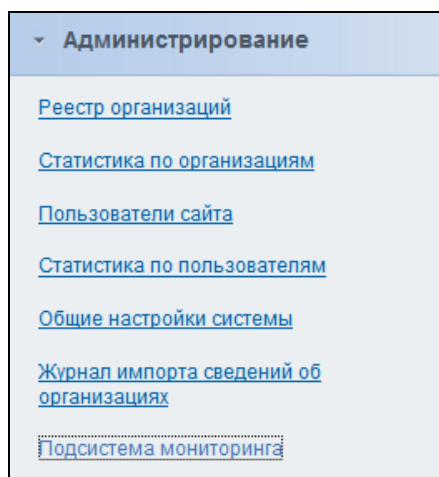 Администрирование
Реестр организаций
Статистика по организациям
Пользователи сайта
Статистика по пользователям
Общие настройки системы
Журнал импорта сведений об
организациях
Подсистема мониторинга